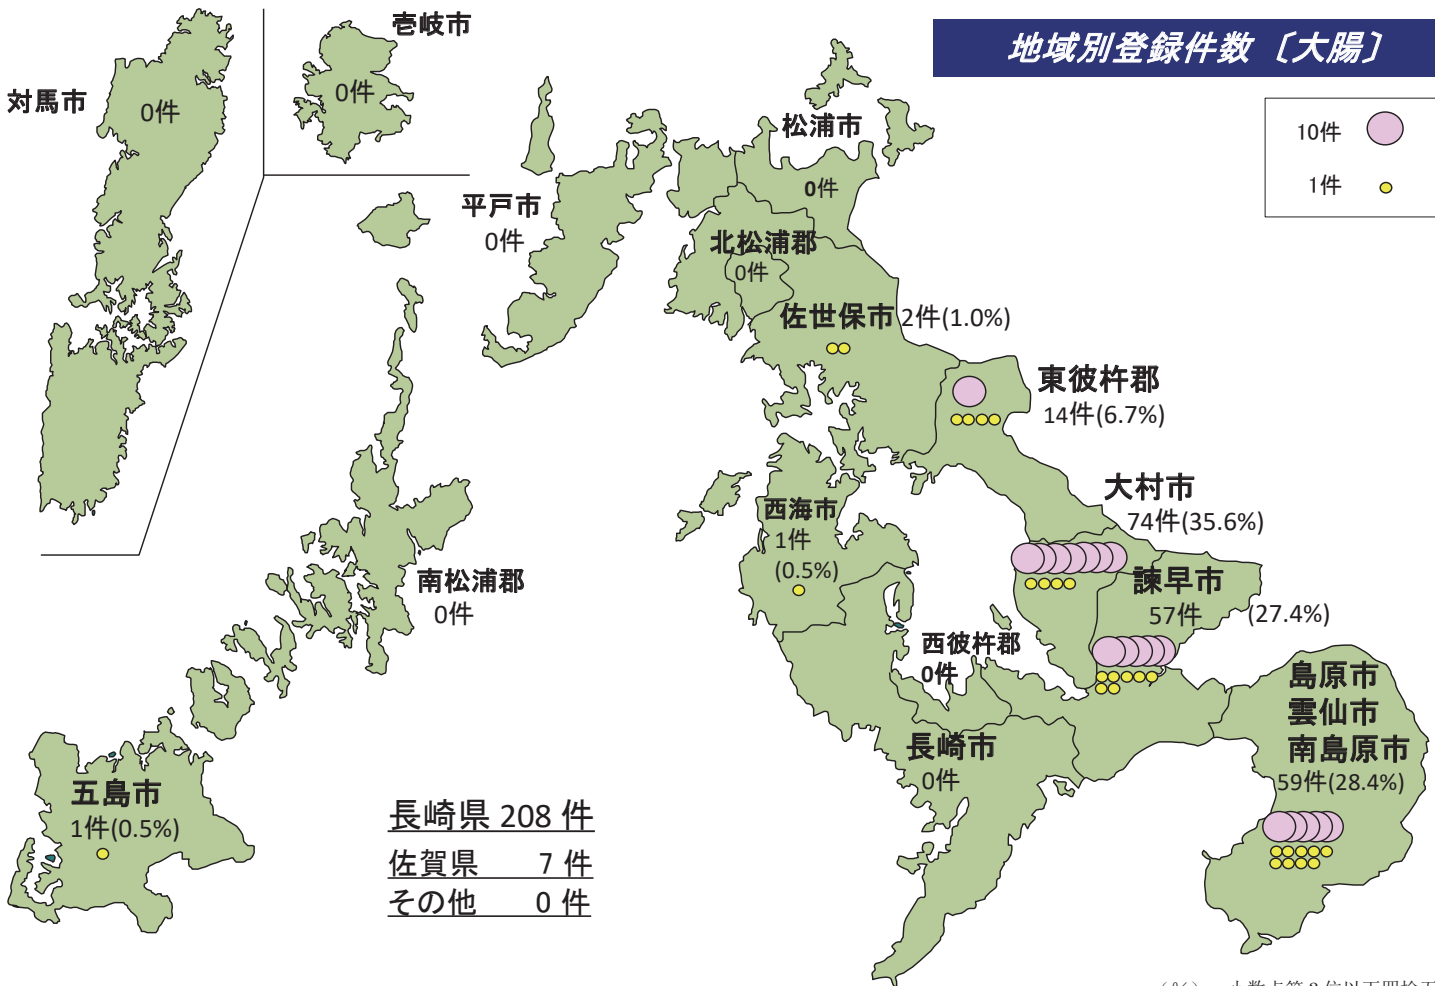 地域別登録件数〔大腸〕
10件
1件
対馬市
0件
壱岐市
0件
松浦市
0件
平戸市
0件
北松浦郡
0件
佐世保市 2件(1.0%)
東彼杵郡
14件(6.7%)
大村市
74件(35.6%)
西海市
1件
(0.5%)
諫早市
57件 (27.4%)
南松浦郡
0件
西彼杵郡
0件
島原市
雲仙市
南島原市
59件(28.4%)
長崎市
0件
五島市
1件(0.5%)
長崎県 208 件
佐賀県 7 件
その他 0 件